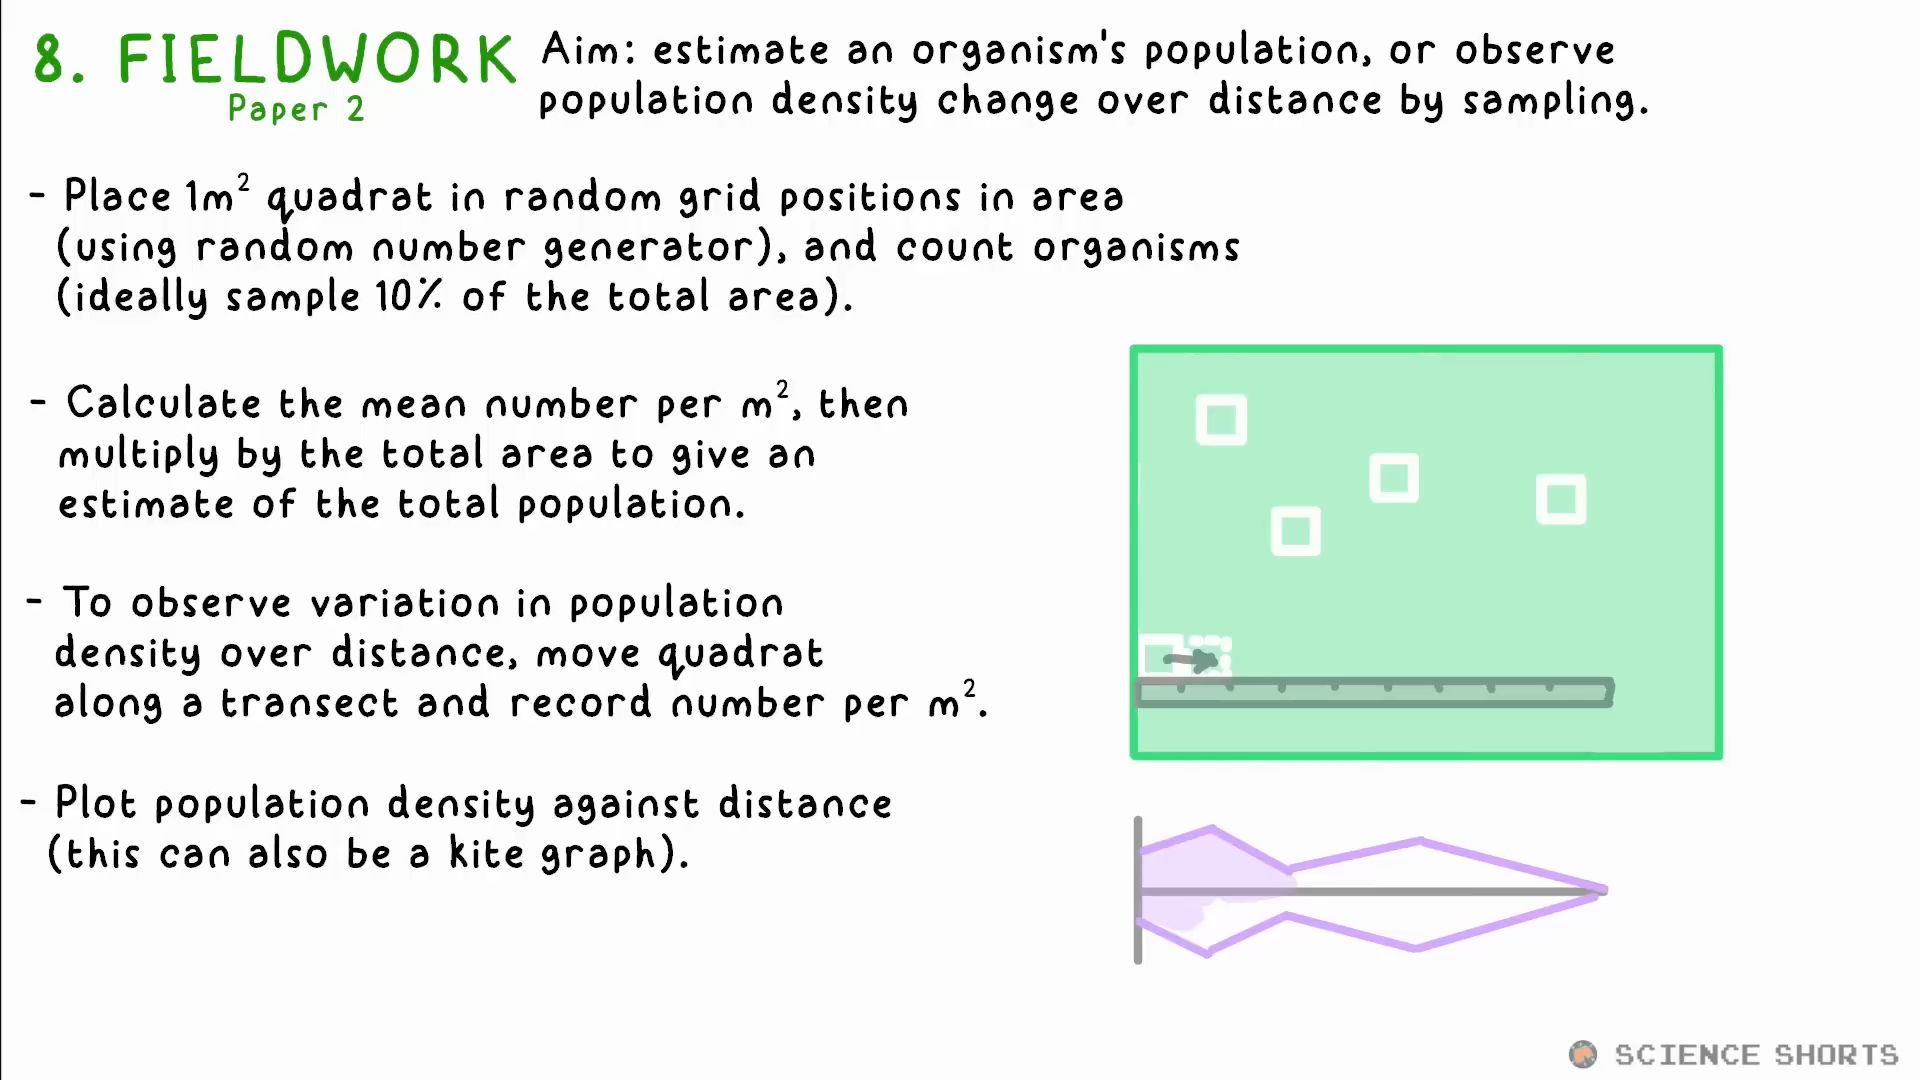 8. FIELDWORK
Paper 2
Aim: estimate an organism's population, or observe
population density change over distance by sampling.
- Place 1m² quadrat in random grid positions in area
(using random number generator), and count organisms
(ideally sample 10% of the total area).
- Calculate the mean number per m², then
multiply by the total area to give an
estimate of the total population.
- To observe variation in population
density over distance, move quadrat
along a transect and record number per m².
- Plot population density against distance
(this can also be a kite graph).
SCIENCE SHORTS